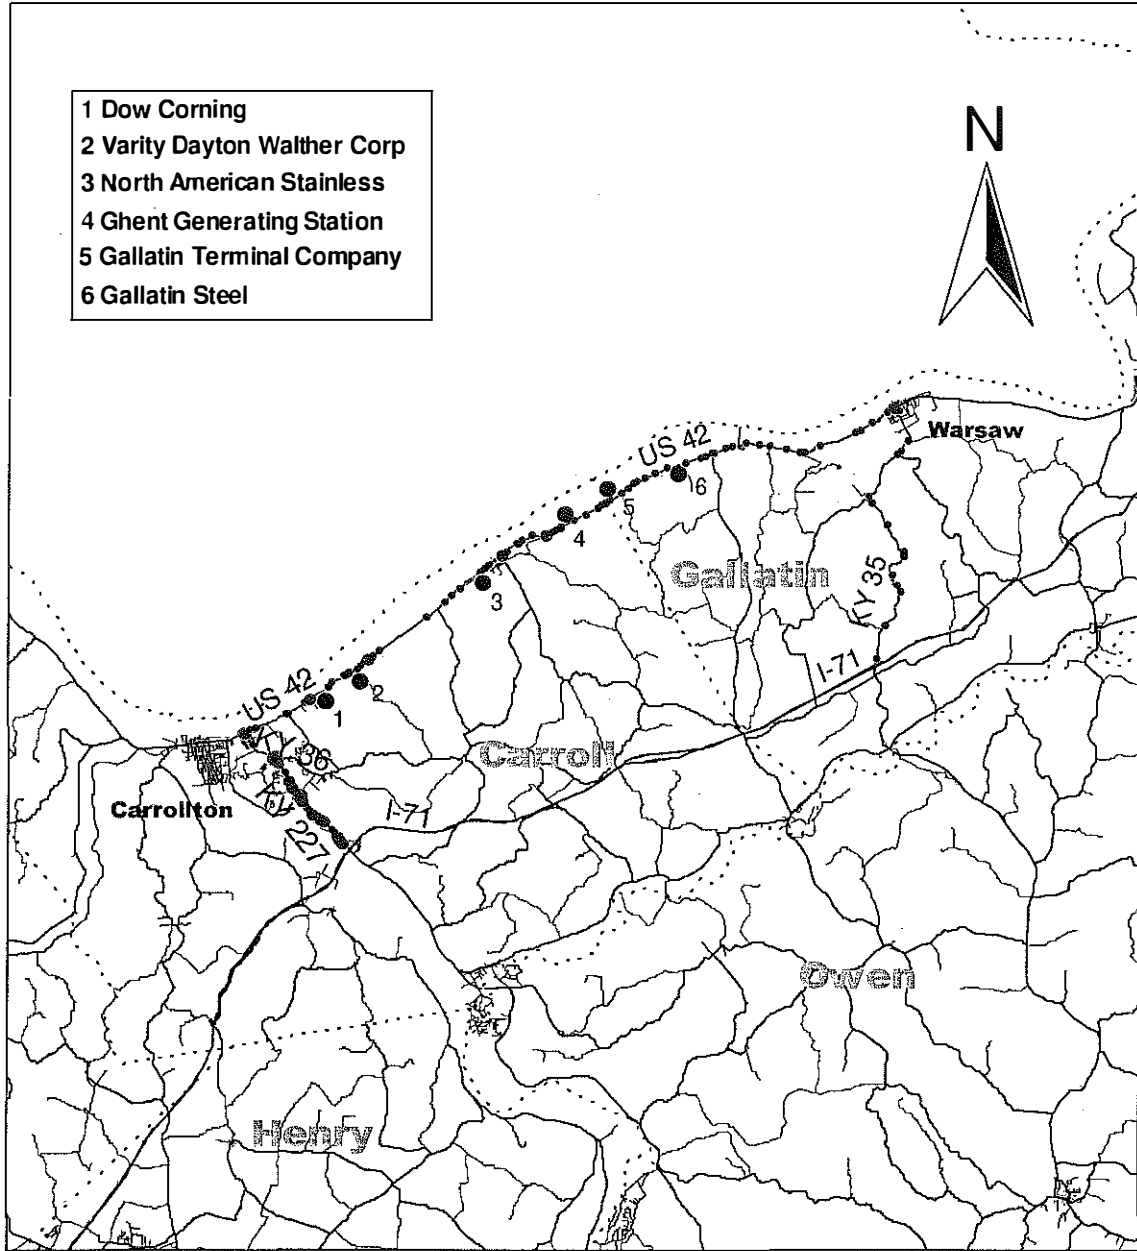 N
1 Dow Corning
2 Varity Dayton Walther Corp
3 North American Stainless
4 Ghent Generating Station
5 Gallatin Terminal Company
6 Gallatin Steel
Warsaw
US 42
6
5
4
Gallatin
KY 35
3
I-71
US 42
2
1
KY 36
Carroll
Carrollton
KY 227
I-71
Owen
Henry